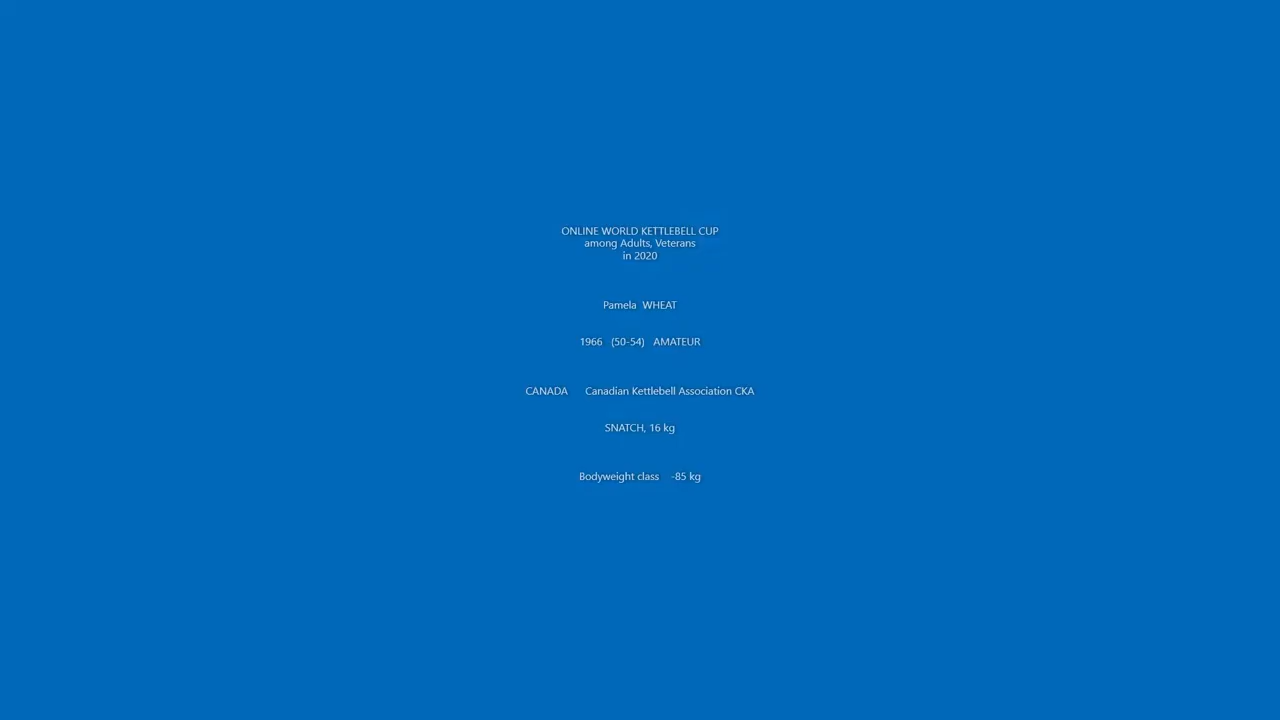 ONLINE WORLD KETTLEBELL CUP
among Adults, Veterans
in 2020
Pamela WHEAT
1966 (50-54) AMATEUR
CANADA Canadian Kettlebell Association CKA
SNATCH, 16 kg
Bodyweight class -85 kg